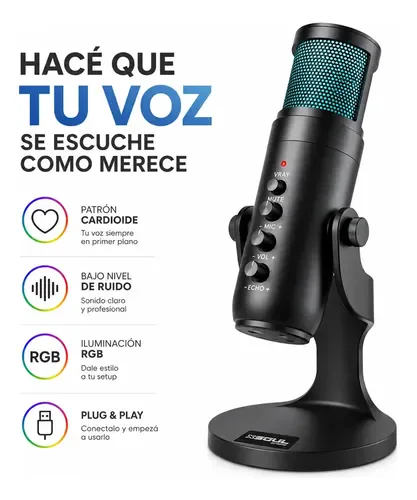 HACÉ QUE
TU VOZ
SE ESCUCHE
COMO MERECE
PATRÓN
CARDIOIDE
Tu voz siempre
en primer plano
BAJO NIVEL
DE RUIDO
Sonido claro
y profesional
RGB
ILUMINACIÓN
RGB
Dale estilo
a tu setup
PLUG & PLAY
Conectalo y empezá
a usarlo
VRAY
MUTE
- MIC +
- VOL +
- ECHO +
SOUL